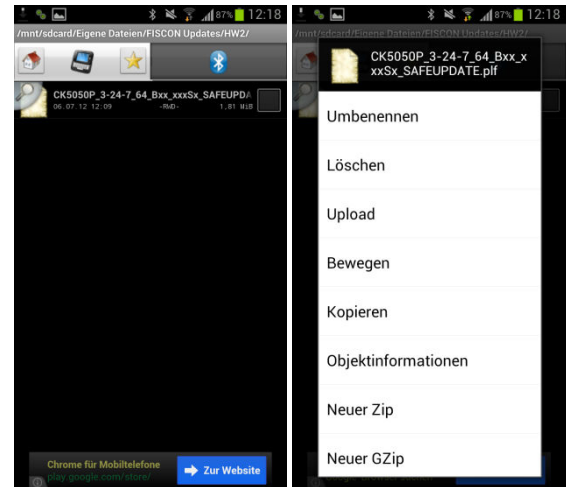 87% 12:18
/mnt/sdcard/Eigene Dateien/FISCON Updates/HW2/
CK5050P_3-24-7_64_Bxx_xxxSx_SAFEUPDA
06.07.12 12:09 -RWD- 1,81 MiB
Chrome für Mobiltelefone
play.google.com/store/
Zur Website
87% 12:18
/mnt/sdcard/Eigene Dateien/FISCON Updates/HW2/
CK5050P_3-24-7_64_Bxx_x
xxSx_SAFEUPDATE.plf
Umbenennen
Löschen
Upload
Bewegen
Kopieren
Objektinformationen
Neuer Zip
Neuer GZip